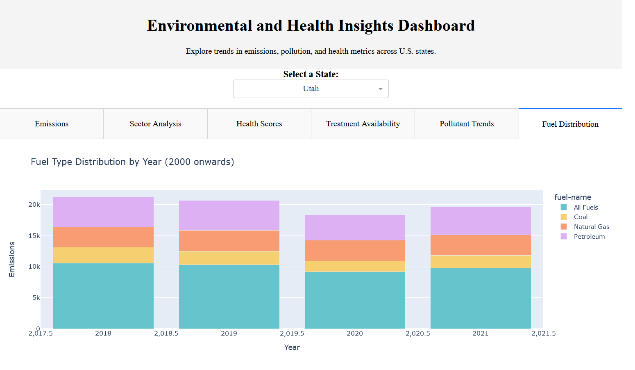 Environmental and Health Insights Dashboard
Explore trends in emissions, pollution, and health metrics across U.S. states.
Select a State:
Utah
Emissions
Sector Analysis
Health Scores
Treatment Availability
Pollutant Trends
Fuel Distribution
Fuel Type Distribution by Year (2000 onwards)
fuel-name
All Fuels
Coal
Natural Gas
Petroleum
Emissions
20k
15k
10k
5k
0
2,017.5 2018 2,018.5 2019 2,019.5 2020 2,020.5 2021 2,021.5
Year